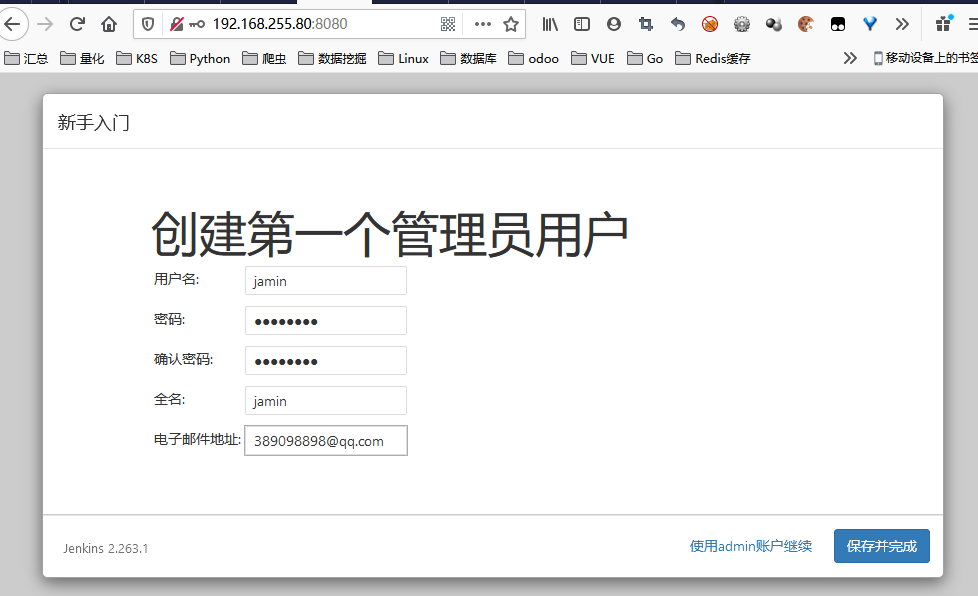 192.168.255.80:8080
汇总 量化 K8S Python 爬虫 数据挖掘 Linux 数据库 odoo VUE Go Redis缓存 移动设备上的书签
新手入门
创建第一个管理员用户
用户名: jamin
密码: ●●●●●●●●
确认密码: ●●●●●●●●
全名: jamin
电子邮件地址: 389098898@qq.com
Jenkins 2.263.1 使用admin账户继续 保存并完成